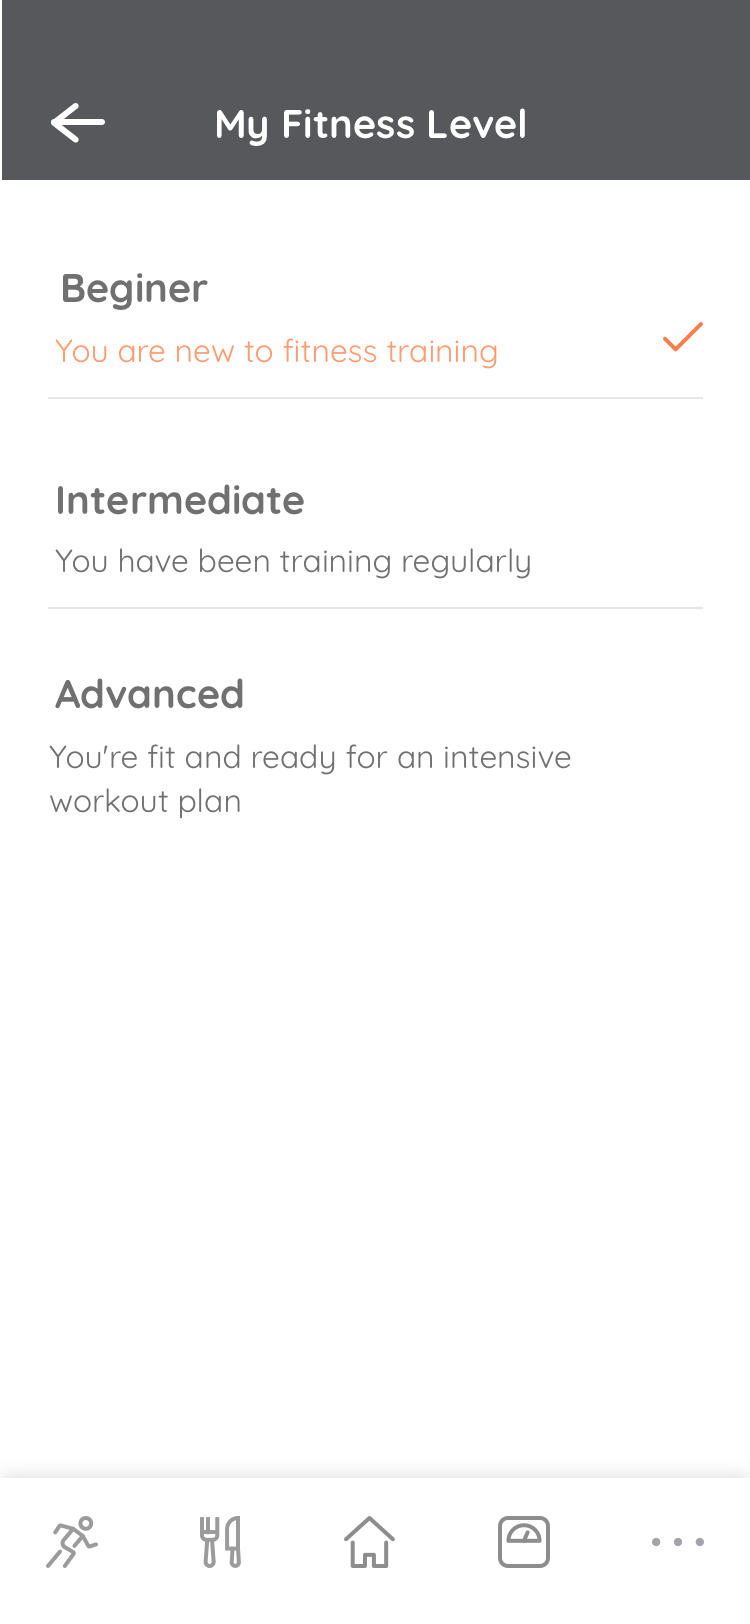 My Fitness Level
Beginer
You are new to fitness training
Intermediate
You have been training regularly
Advanced
You're fit and ready for an intensive
workout plan